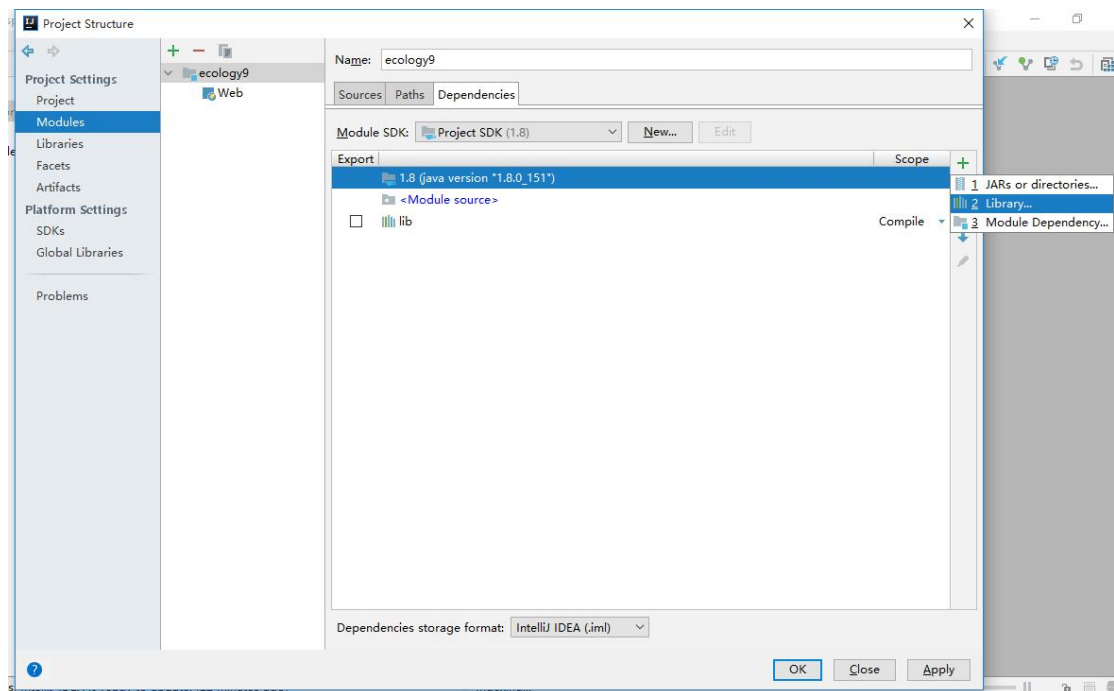 Project Structure
Project Settings
Project
Modules
Libraries
Facets
Artifacts
Platform Settings
SDKs
Global Libraries
Problems
ecology9
Web
Name: ecology9
Sources Paths Dependencies
Module SDK: Project SDK (1.8) New... Edit
Export Scope
1.8 (java version "1.8.0_151")
<Module source>
lib Compile
1 JARs or directories...
2 Library...
3 Module Dependency...
Dependencies storage format: IntelliJ IDEA (.iml)
OK Close Apply